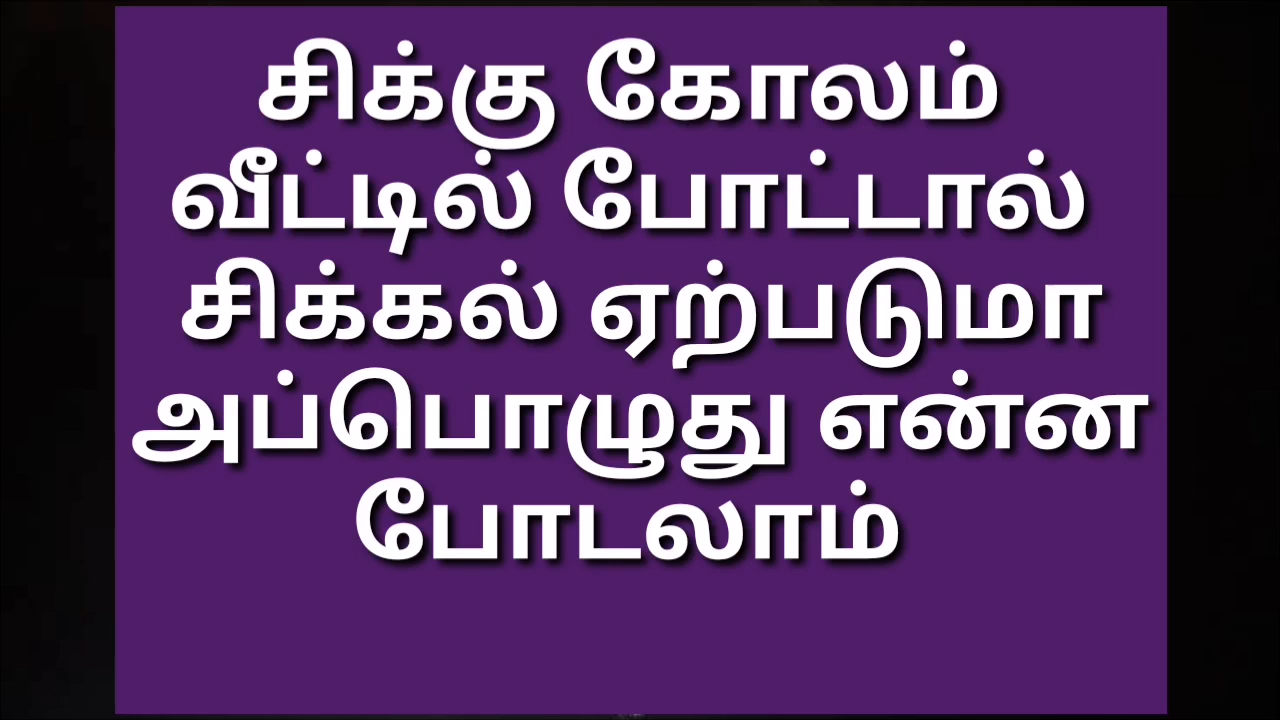 சிக்கு கோலம்
வீட்டில் போட்டால்
சிக்கல் ஏற்படுமா
அப்பொழுது என்ன
போடலாம்